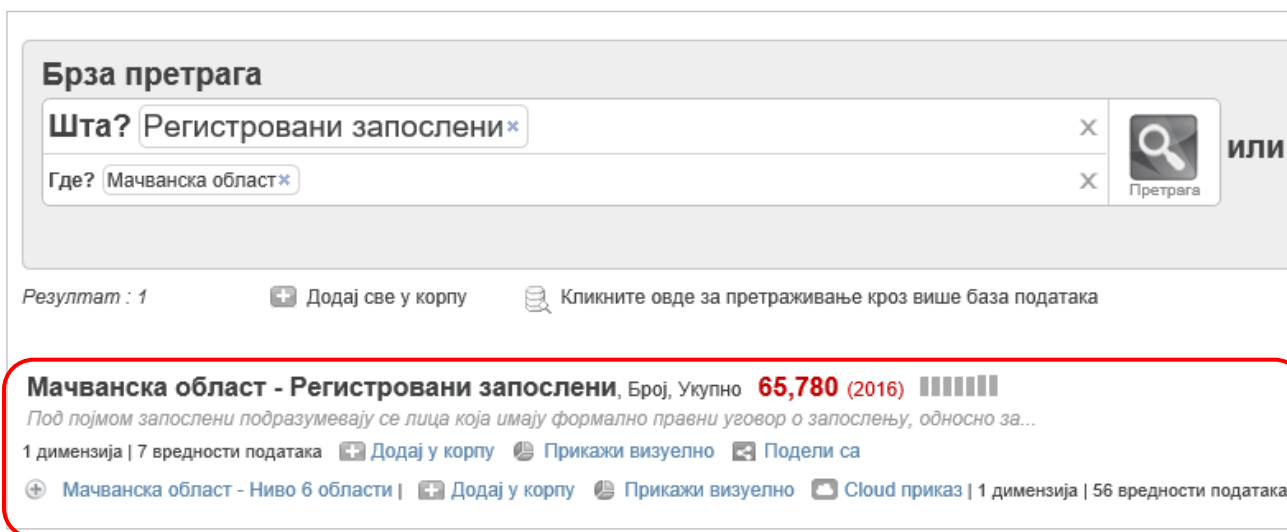 Брза претрага
Шта? Регистровани запослени× X
или
Где? Мачванска област× X
Претрага
Резултат : 1 Додај све у корпу Кликните овде за претраживање кроз више база података
Мачванска област - Регистровани запослени, Број, Укупно 65,780 (2016)
Под појмом запослени подразумевају се лица која имају формално правни уговор о запослењу, односно за...
1 димензија | 7 вредности података Додај у корпу Прикажи визуелно Подели са
Мачванска област - Ниво 6 области | Додај у корпу Прикажи визуелно Cloud приказ | 1 димензија | 56 вредности података